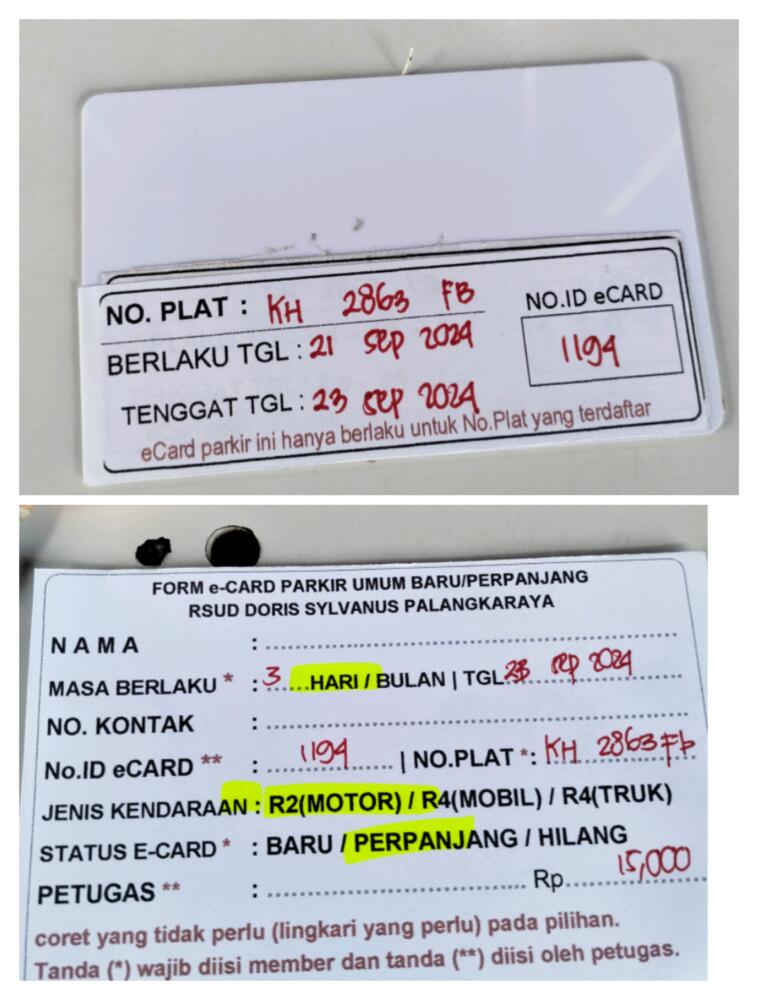 NO. PLAT : KH 2863 FB
NO.ID eCARD
BERLAKU TGL : 21 Sep 2024
1194
TENGGAT TGL : 23 Sep 2024
eCard parkir ini hanya berlaku untuk No.Plat yang terdaftar
FORM e-CARD PARKIR UMUM BARU/PERPANJANG
RSUD DORIS SYLVANUS PALANGKARAYA
NAMA : ...............................................
MASA BERLAKU * : 3 ....HARI / BULAN | TGL. 23 Sep 2024
NO. KONTAK : ...............................................
No.ID eCARD ** : 1194 | NO.PLAT *: KH 2863 Fb
JENIS KENDARAAN : R2(MOTOR) / R4(MOBIL) / R4(TRUK)
STATUS E-CARD * : BARU / PERPANJANG / HILANG
PETUGAS ** : ............................... Rp. 15,000
coret yang tidak perlu (lingkari yang perlu) pada pilihan.
Tanda (*) wajib diisi member dan tanda (**) diisi oleh petugas.